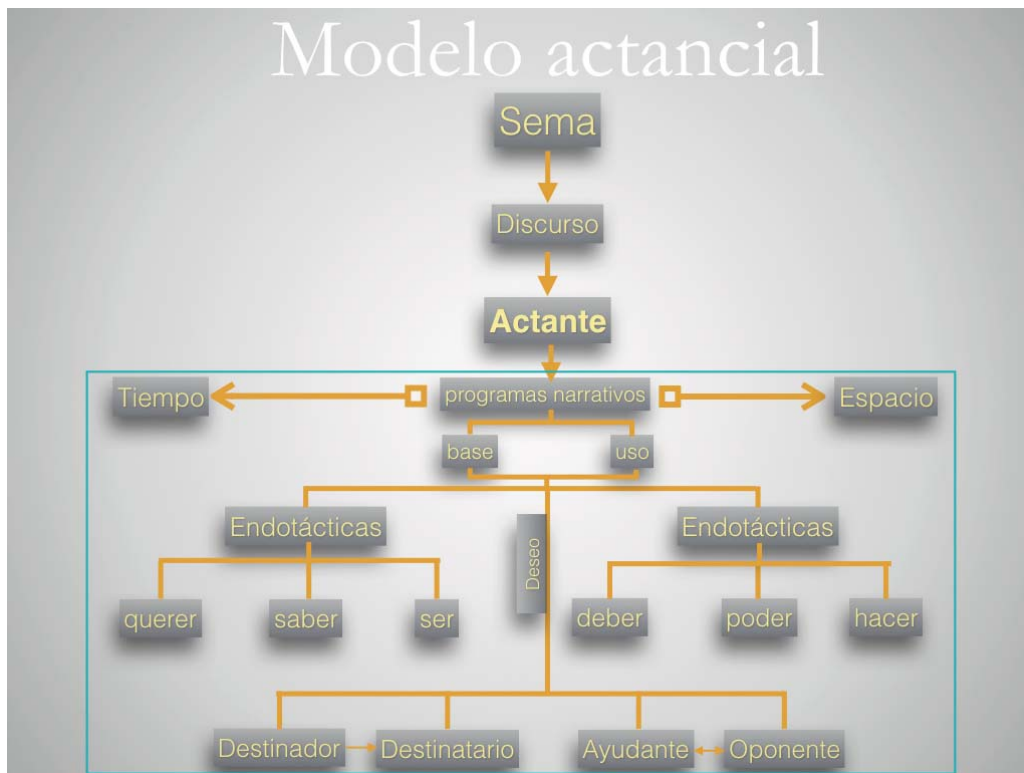 Modelo actancial
Sema
Discurso
Actante
Tiempo
programas narrativos
Espacio
base
uso
Endotácticas
Deseo
Endotácticas
querer
saber
ser
deber
poder
hacer
Destinador
Destinatario
Ayudante
Oponente